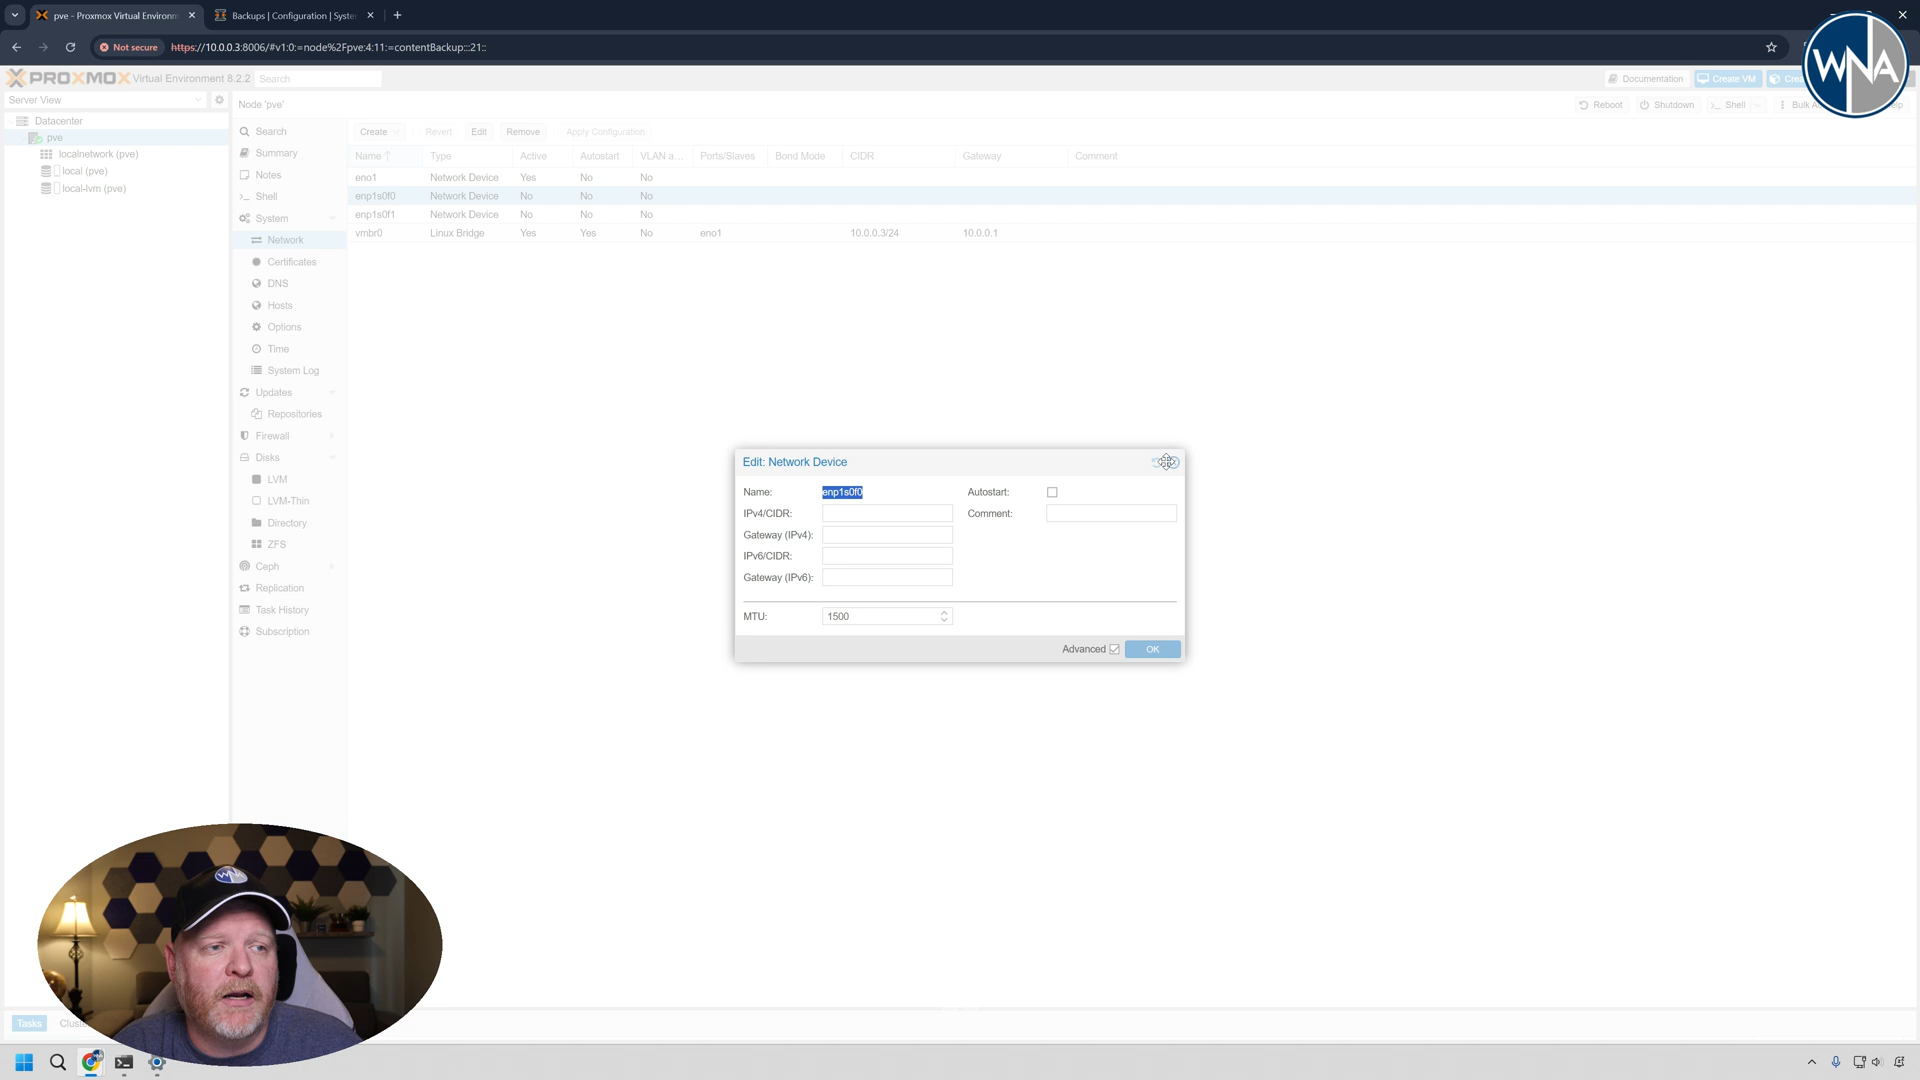 pve - Proxmox Virtual Environm
Backups | Configuration | Syste
Not secure
https://10.0.0.3:8006/#v1:0:=node%2Fpve:4:11:=contentBackup:::21::
WNA
PROXMOX Virtual Environment 8.2.2
Search
Documentation
Create VM
Server View
Node 'pve'
Reboot
Shutdown
Shell
Datacenter
pve
localnetwork (pve)
local (pve)
local-lvm (pve)
Search
Summary
Notes
Shell
System
Network
Certificates
DNS
Hosts
Options
Time
System Log
Updates
Repositories
Firewall
Disks
LVM
LVM-Thin
Directory
ZFS
Ceph
Replication
Task History
Subscription
Create Revert Edit Remove Apply Configuration
Name Type Active Autostart VLAN a... Ports/Slaves Bond Mode CIDR Gateway Comment
eno1 Network Device Yes No No
enp1s0f0 Network Device No No No
enp1s0f1 Network Device No No No
vmbr0 Linux Bridge Yes Yes No eno1 10.0.0.3/24 10.0.0.1
Edit: Network Device
Name: enp1s0f0
Autostart:
IPv4/CIDR:
Comment:
Gateway (IPv4):
IPv6/CIDR:
Gateway (IPv6):
MTU: 1500
Advanced OK
WNA
Tasks